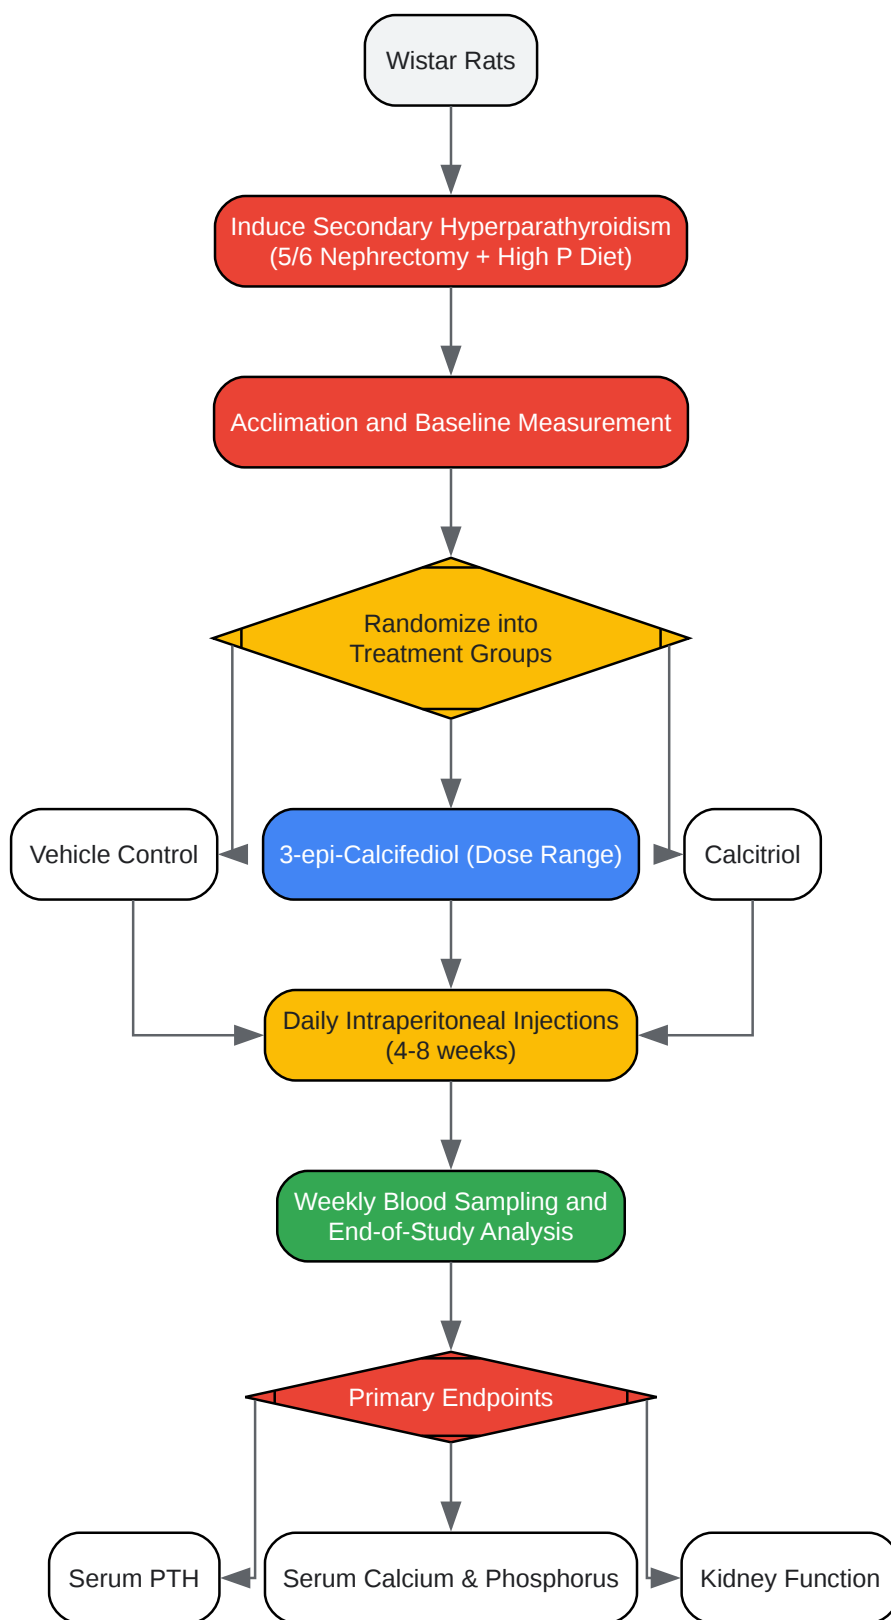 Wistar Rats
Induce Secondary Hyperparathyroidism
(5/6 Nephrectomy + High P Diet)
Acclimation and Baseline Measurement
Randomize into
Treatment Groups
Vehicle Control
3-epi-Calcifediol (Dose Range)
Calcitriol
Daily Intraperitoneal Injections
(4-8 weeks)
Weekly Blood Sampling and
End-of-Study Analysis
Primary Endpoints
Serum PTH
Serum Calcium & Phosphorus
Kidney Function